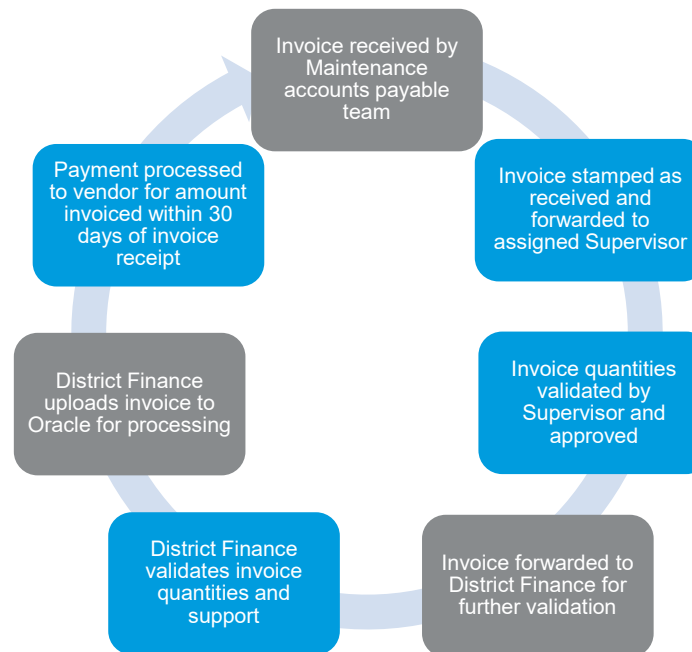 Invoice received by
Maintenance
accounts payable
team
Invoice stamped as
received and
forwarded to
assigned Supervisor
Invoice quantities
validated by
Supervisor and
approved
Invoice forwarded to
District Finance for
further validation
District Finance
validates invoice
quantities and
support
District Finance
uploads invoice to
Oracle for processing
Payment processed
to vendor for amount
invoiced within 30
days of invoice
receipt